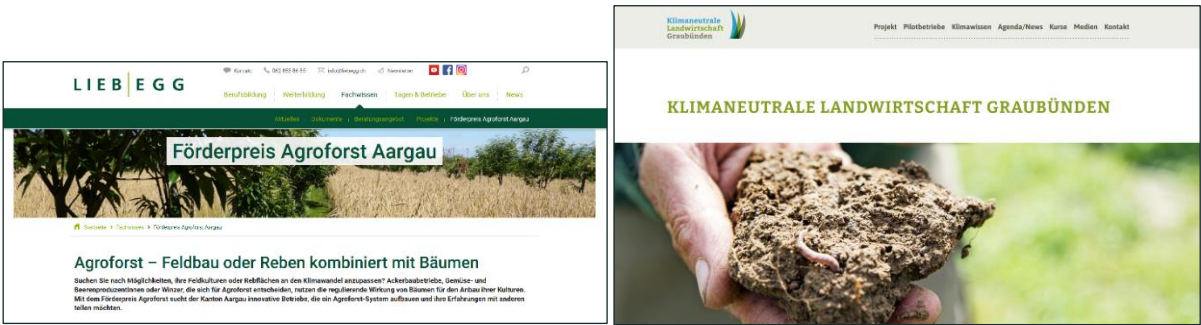 LIEB EGG
Kontakt 062 855 86 55 info@liebegg.ch Newsletter
Berufsbildung Weiterbildung Fachwissen Tagen & Bankette Über uns News
Aktuelles Dokumente Beratungsangebot Projekte Förderpreis Agroforst Aargau
Förderpreis Agroforst Aargau
Startseite > Fachwissen > Förderpreis Agroforst Aargau
Agroforst – Feldbau oder Reben kombiniert mit Bäumen
Suchen Sie nach Möglichkeiten, Ihre Feldkulturen oder Rebflächen an den Klimawandel anzupassen? Ackerbaubetriebe, Gemüse- und
BeerenproduzentInnen oder Winzer, die sich für Agroforst entscheiden, nutzen die regulierende Wirkung von Bäumen für den Anbau ihrer Kulturen.
Mit dem Förderpreis Agroforst sucht der Kanton Aargau innovative Betriebe, die ein Agroforst-System aufbauen und ihre Erfahrungen mit anderen
teilen möchten.
Klimaneutrale
Landwirtschaft
Graubünden
Projekt Pilotbetriebe Klimawissen Agenda/News Kurse Medien Kontakt
KLIMANEUTRALE LANDWIRTSCHAFT GRAUBÜNDEN